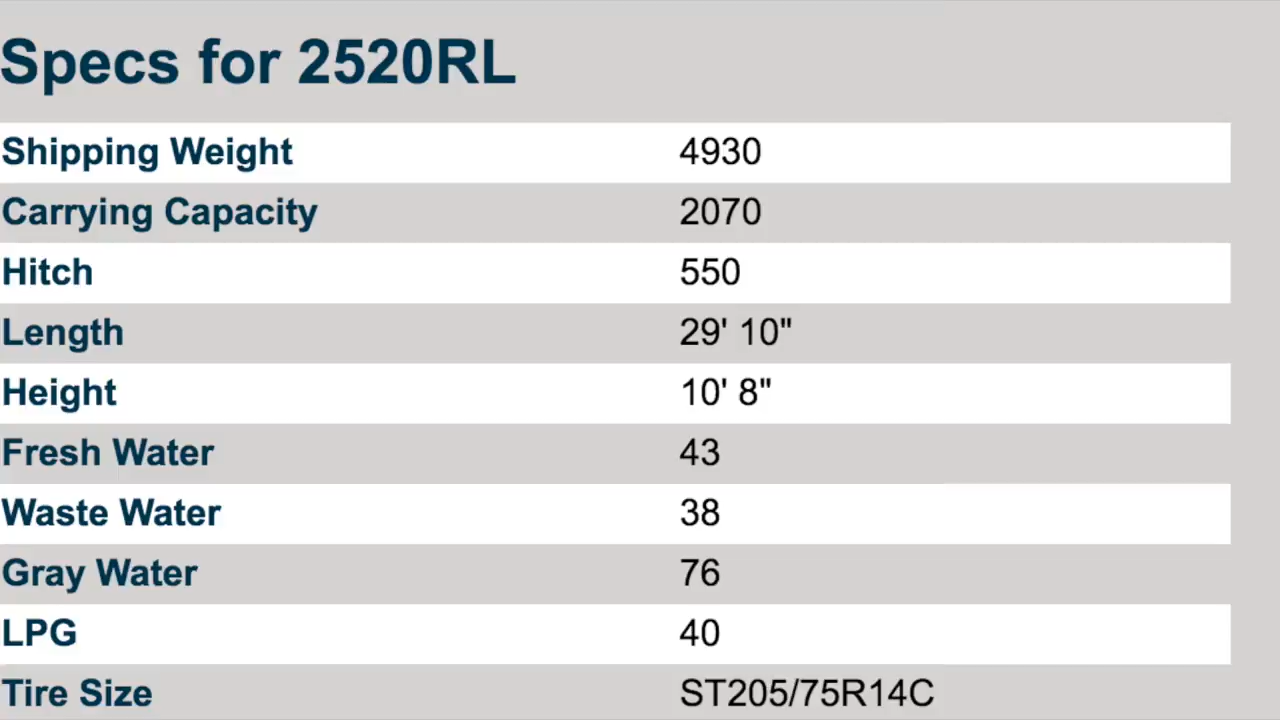 Specs for 2520RL
Shipping Weight 4930
Carrying Capacity 2070
Hitch 550
Length 29' 10"
Height 10' 8"
Fresh Water 43
Waste Water 38
Gray Water 76
LPG 40
Tire Size ST205/75R14C